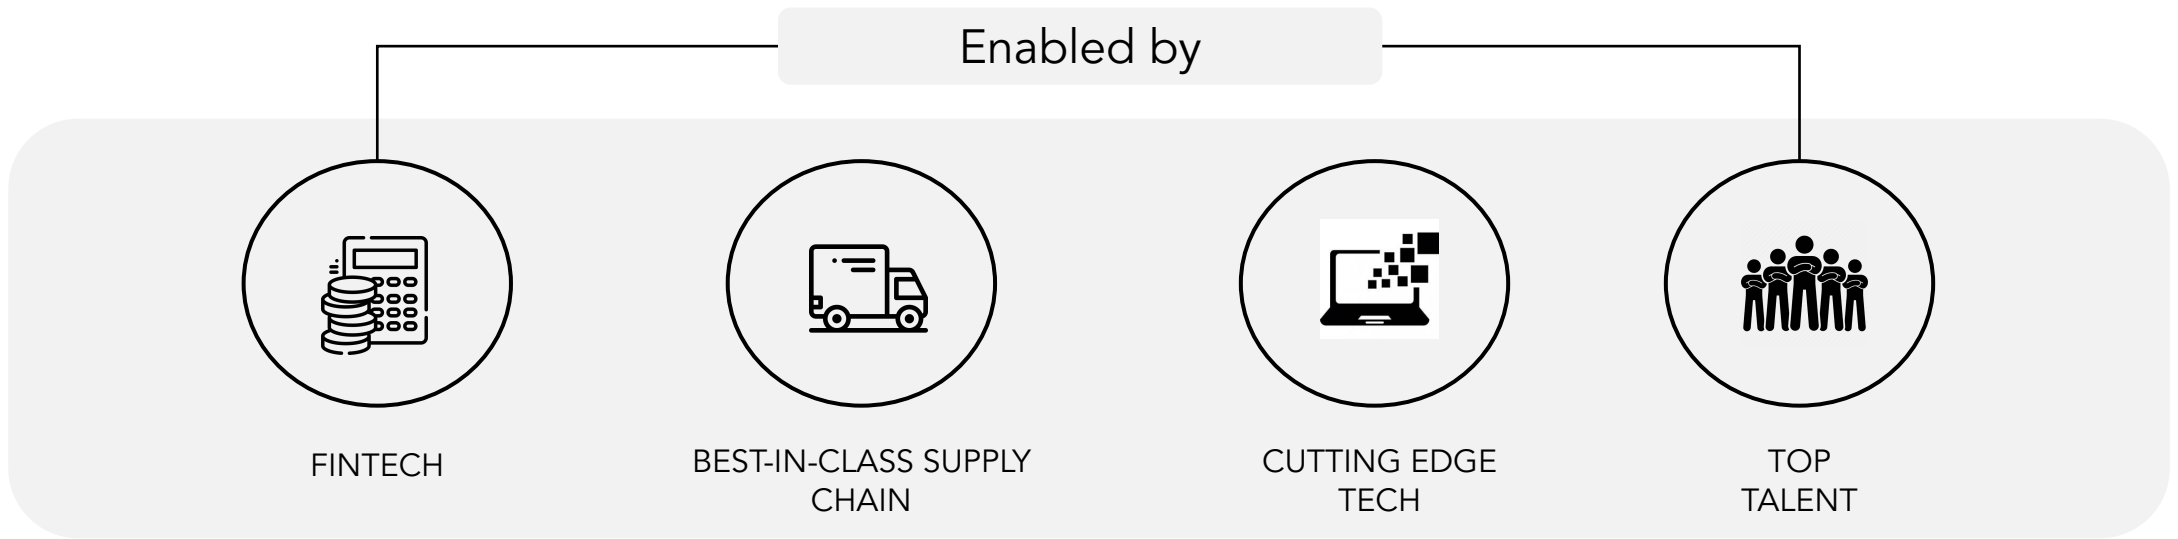 Enabled by
FINTECH
BEST-IN-CLASS SUPPLY
CHAIN
CUTTING EDGE
TECH
TOP
TALENT